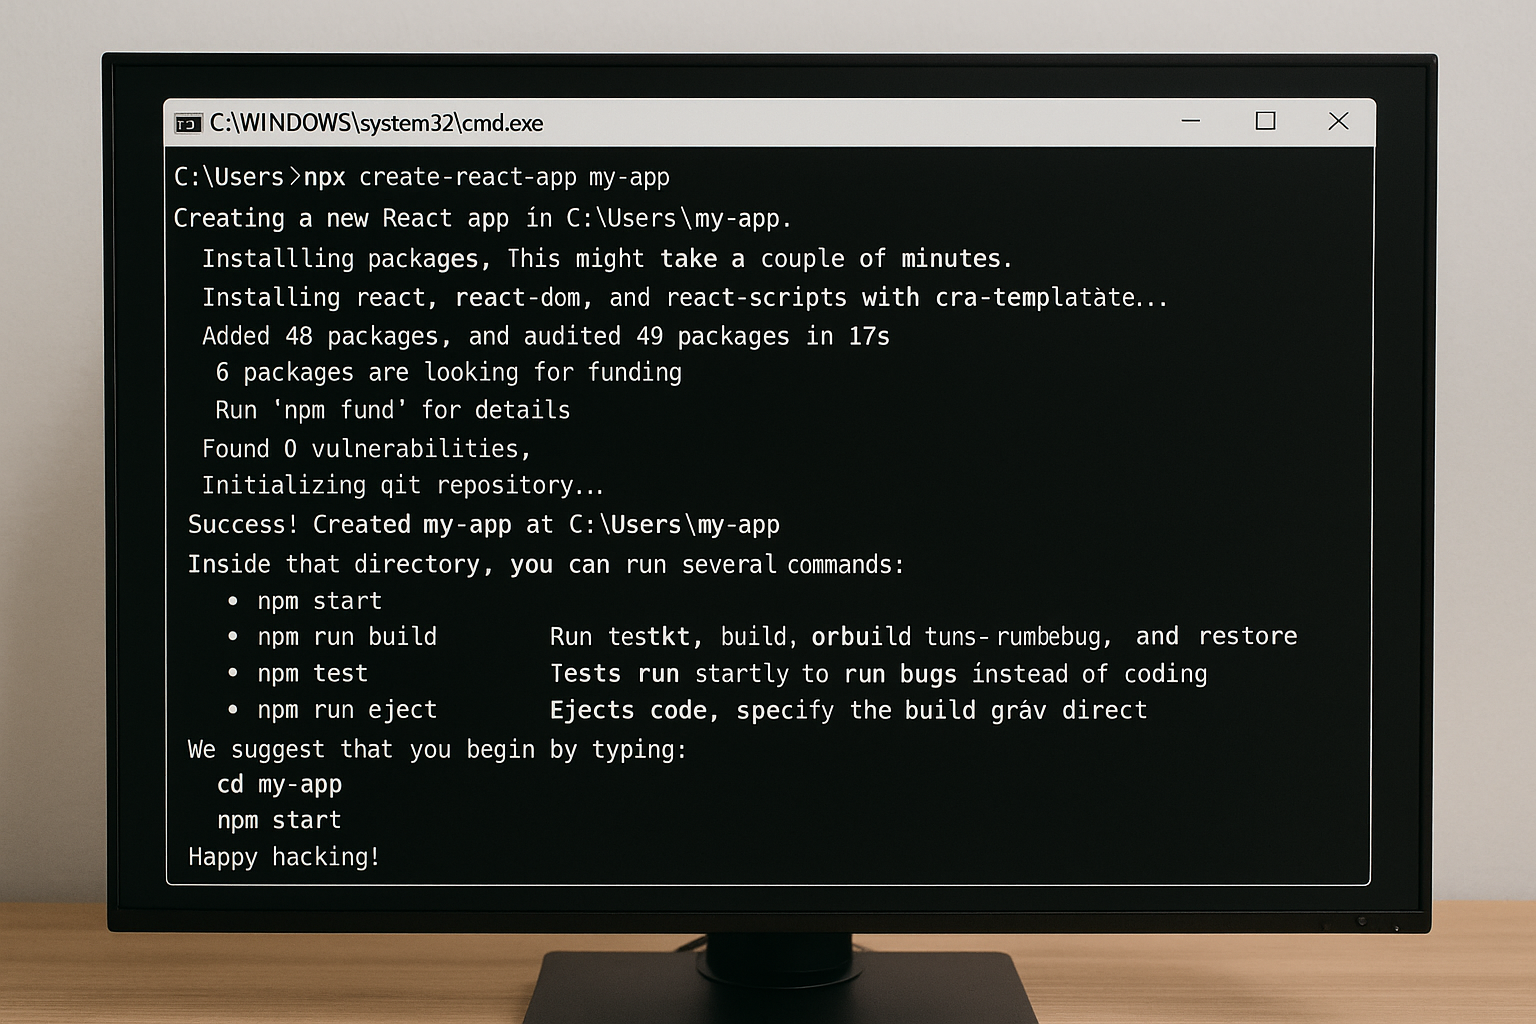 C:\WINDOWS\system32\cmd.exe
C:\Users>npx create-react-app my-app
Creating a new React app ín C:\Users\my-app.
Installling packages, This might take a couple of minutes.
Installing react, react-dom, and react-scripts with cra-templatàte...
Added 48 packages, and audited 49 packages in 17s
6 packages are looking for funding
Run ‛npm fund’ for details
Found 0 vulnerabilities,
Initializing qit repository...
Success! Created my-app at C:\Users\my-app
Inside that directory, you can run several commands:
• npm start
• npm run build Run testkt, build, orbuild tuns-rumbebug, and restore
• npm test Tests run startly to run bugs ínstead of coding
• npm run eject Ejects code, specify the build gráv direct
We suggest that you begin by typing:
cd my-app
npm start
Happy hacking!